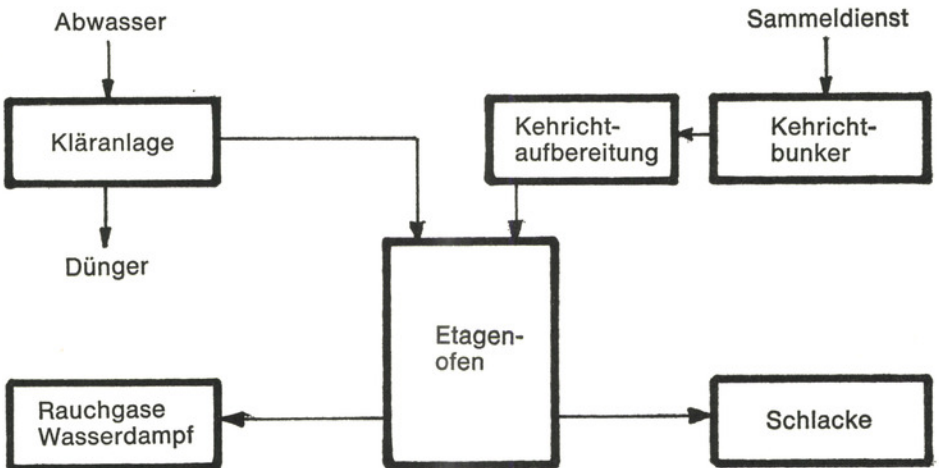 Abwasser
Sammeldienst
Kläranlage
Kehricht-
aufbereitung
Kehricht-
bunker
Dünger
Etagen-
ofen
Rauchgase
Wasserdampf
Schlacke